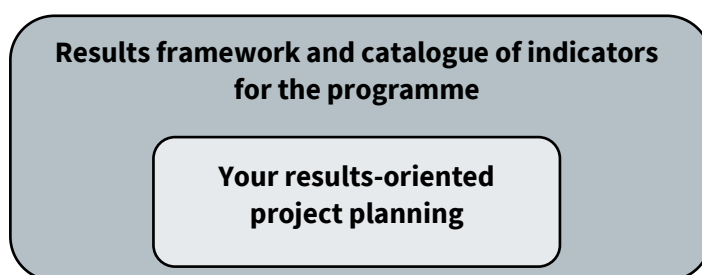 Results framework and catalogue of indicators
for the programme
Your results-oriented
project planning